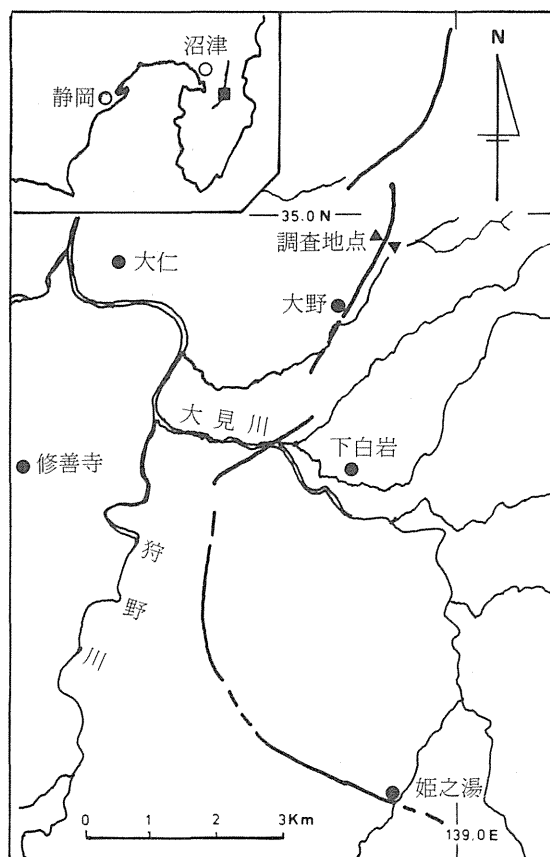 沼津
静岡
N
35.0 N
調査地点
大仁
大野
大見川
下白岩
修善寺
狩野川
姫之湯
0 1 2 3Km
139.0 E